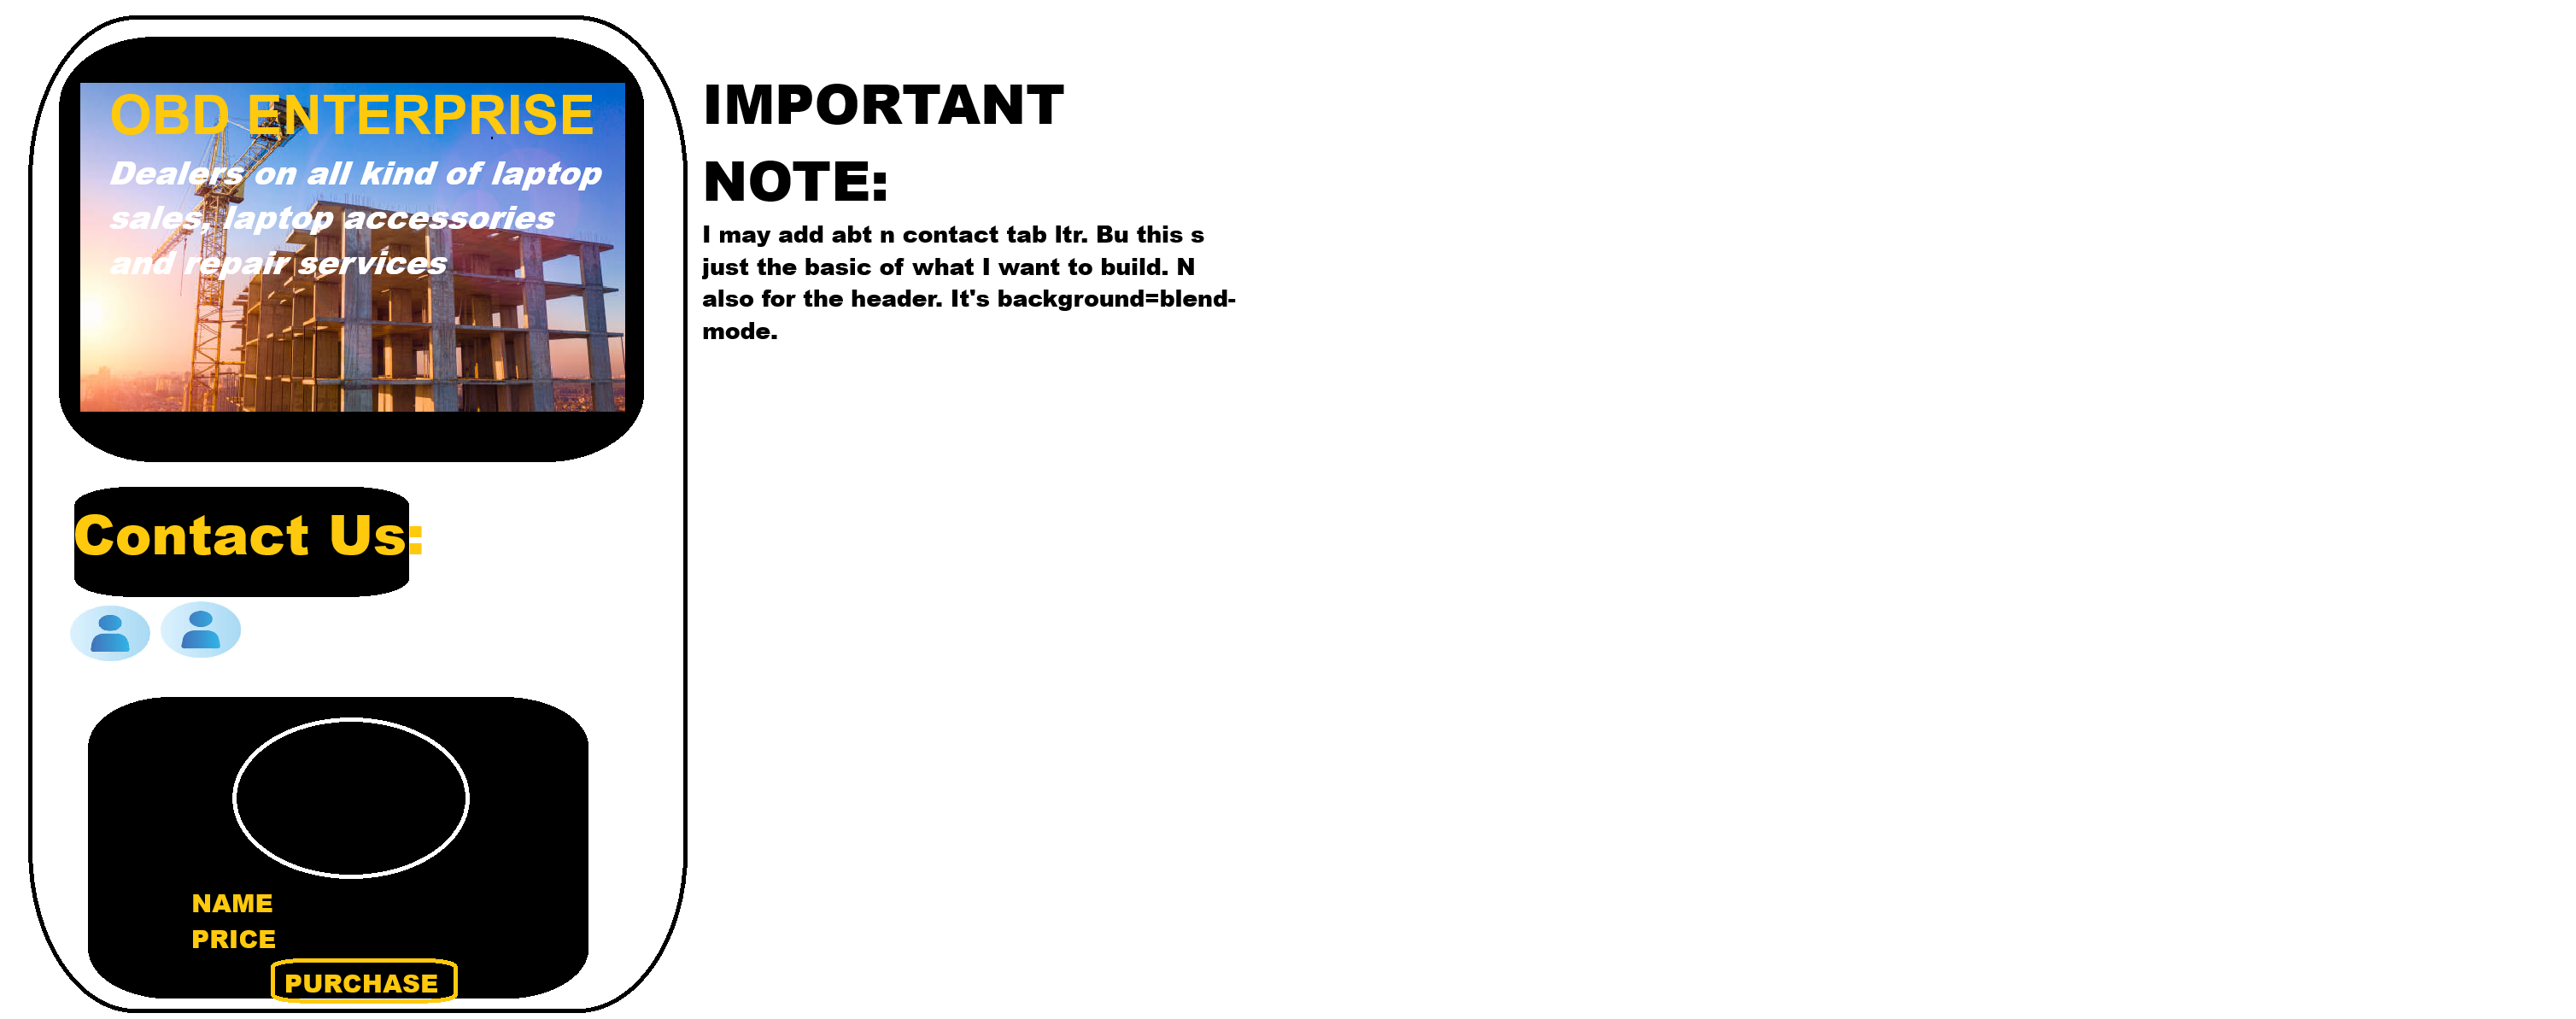 OBD ENTERPRISE
Dealers on all kind of laptop
sales, laptop accessories
and repair services
Contact Us:
NAME
PRICE
PURCHASE
IMPORTANT
NOTE:
I may add abt n contact tab ltr. Bu this s
just the basic of what I want to build. N
also for the header. It's background=blend-
mode.